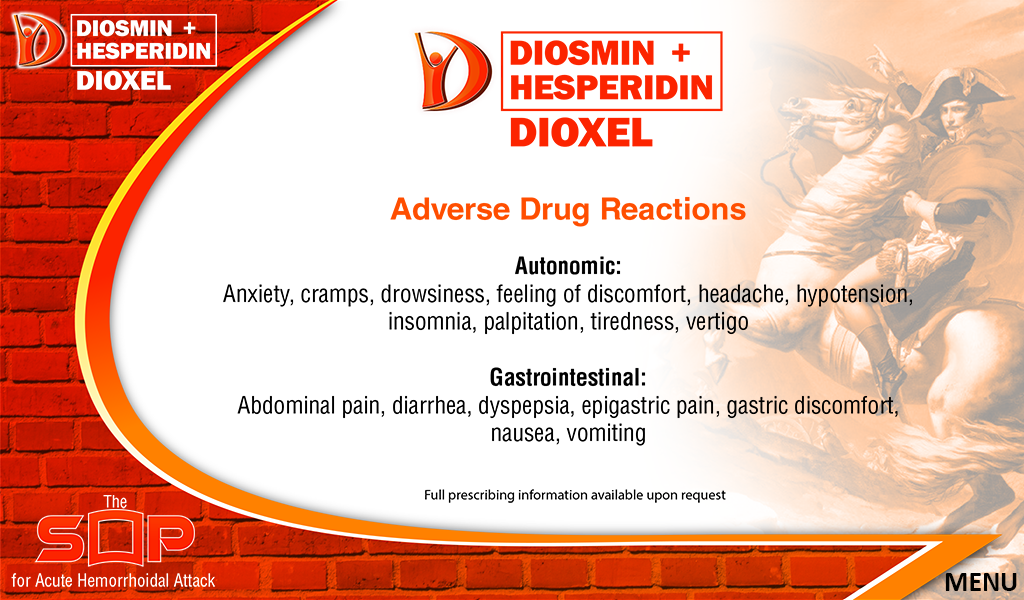 DIOSMIN +
HESPERIDIN
DIOXEL
DIOSMIN +
HESPERIDIN
DIOXEL
Adverse Drug Reactions
Autonomic:
Anxiety, cramps, drowsiness, feeling of discomfort, headache, hypotension,
insomnia, palpitation, tiredness, vertigo
Gastrointestinal:
Abdominal pain, diarrhea, dyspepsia, epigastric pain, gastric discomfort,
nausea, vomiting
Full prescribing information available upon request
The
SOP
for Acute Hemorrhoidal Attack
MENU